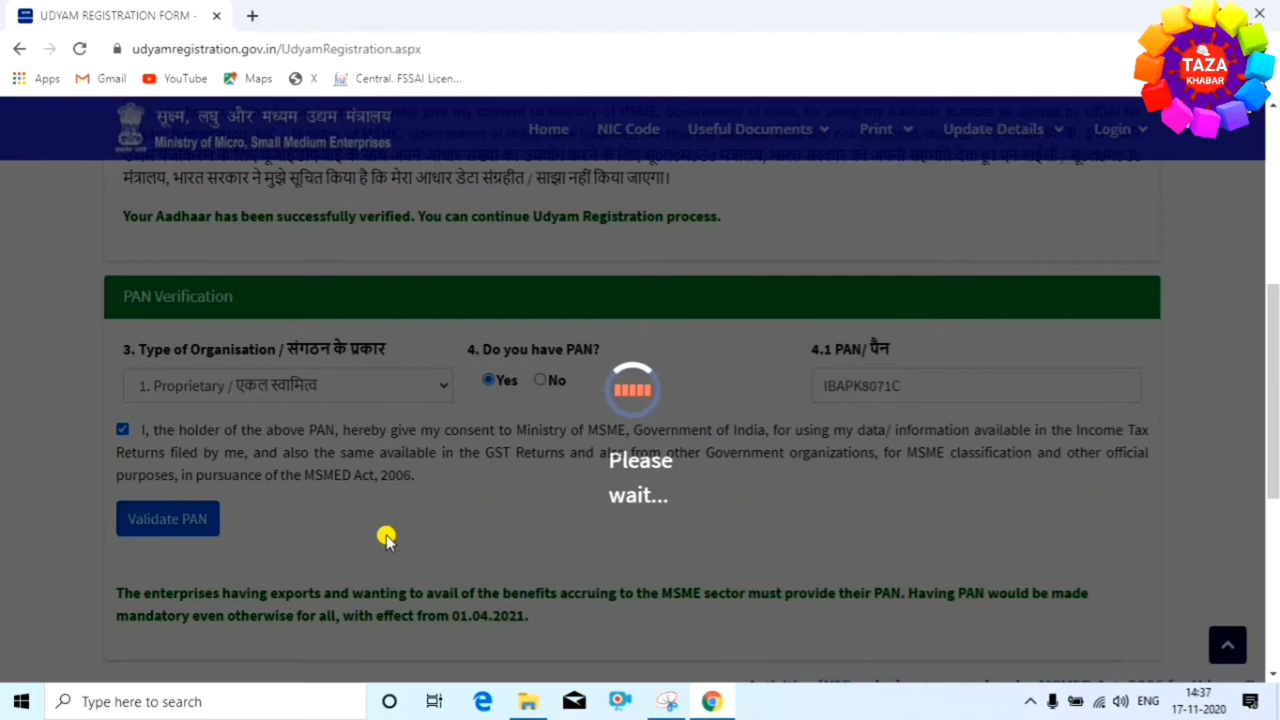 UDYAM REGISTRATION FORM -
udyamregistration.gov.in/UdyamRegistration.aspx
Apps Gmail YouTube Maps X Central. FSSAI Licen...
TAZA
KHABAR
सूक्ष्म, लघु और मध्यम उद्यम मंत्रालय
Ministry of Micro, Small Medium Enterprises
Home NIC Code Useful Documents Print Update Details Login
मंत्रालय, भारत सरकार ने मुझे सूचित किया है कि मेरा आधार डेटा संग्रहीत / साझा नहीं किया जाएगा।
Your Aadhaar has been successfully verified. You can continue Udyam Registration process.
PAN Verification
3. Type of Organisation / संगठन के प्रकार 4. Do you have PAN? 4.1 PAN/ पैन
1. Proprietary / एकल स्वामित्व Yes No IBAPK8071C
I, the holder of the above PAN, hereby give my consent to Ministry of MSME, Government of India, for using my data/ information available in the Income Tax
Returns filed by me, and also the same available in the GST Returns and also from other Government organizations, for MSME classification and other official
purposes, in pursuance of the MSMED Act, 2006.
Please
wait...
Validate PAN
The enterprises having exports and wanting to avail of the benefits accruing to the MSME sector must provide their PAN. Having PAN would be made
mandatory even otherwise for all, with effect from 01.04.2021.
Type here to search
ENG
14:37
17-11-2020